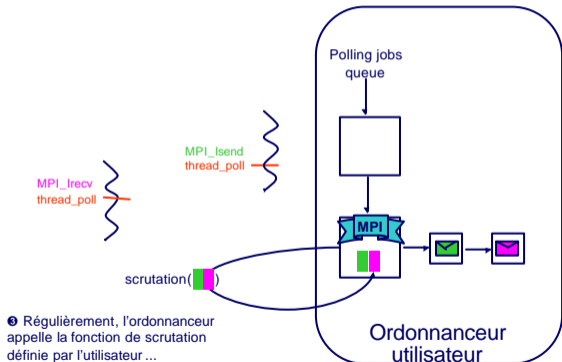 Polling jobs
queue
MPI_Isend
thread_poll
MPI_Irecv
thread_poll
MPI
scrutation( )
❸ Régulièrement, l'ordonnanceur
appelle la fonction de scrutation
définie par l'utilisateur ...
Ordonnanceur
utilisateur